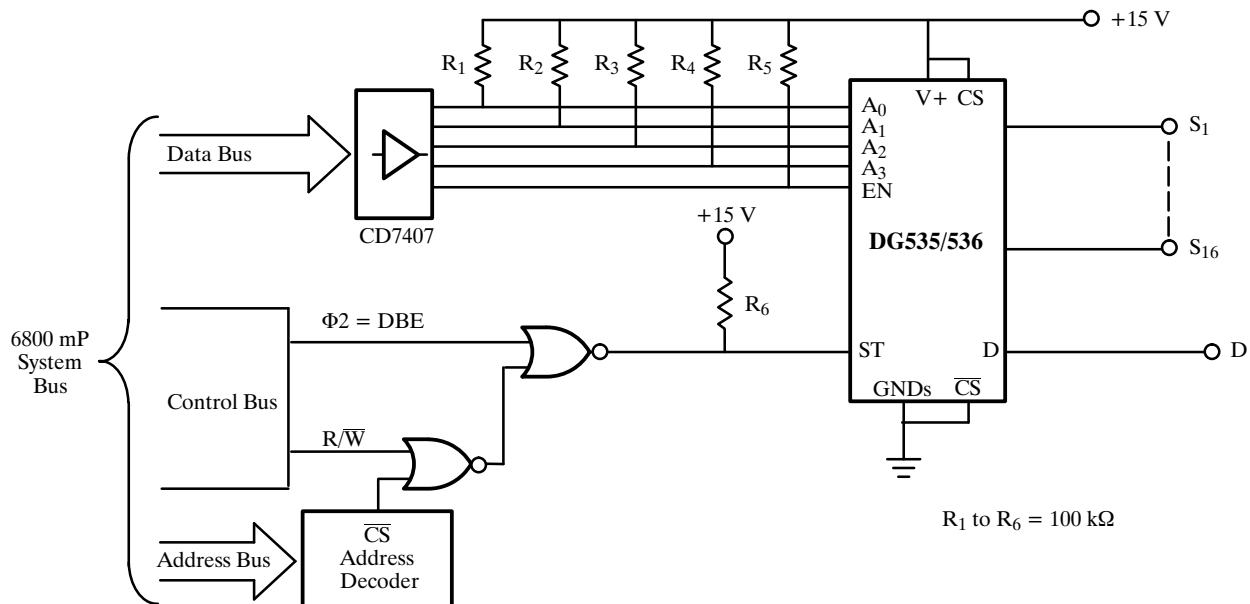 +15 V
R1
R2
R3
R4
R5
V+ CS
A0
A1
A2
A3
EN
Data Bus
CD7407
S1
S16
+15 V
DG535/536
R6
6800 mP
System
Bus
Φ2 = DBE
ST
D
D
GNDs
C̅S̅
Control Bus
R/W̅
R1 to R6 = 100 kΩ
Address Bus
C̅S̅
Address
Decoder